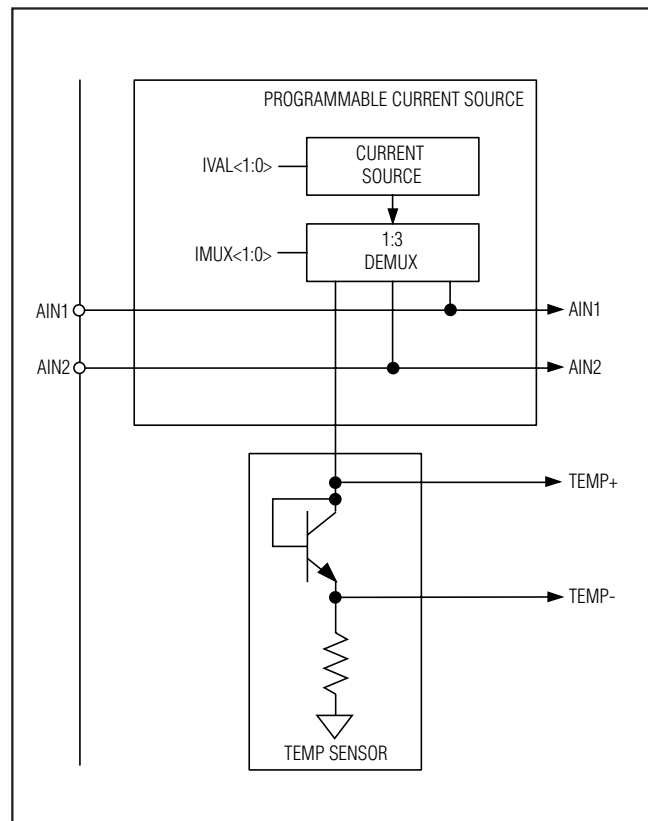 PROGRAMMABLE CURRENT SOURCE
CURRENT
SOURCE
IVAL<1:0>
1:3
DEMUX
IMUX<1:0>
AIN1
AIN1
AIN2
AIN2
TEMP+
TEMP-
TEMP SENSOR